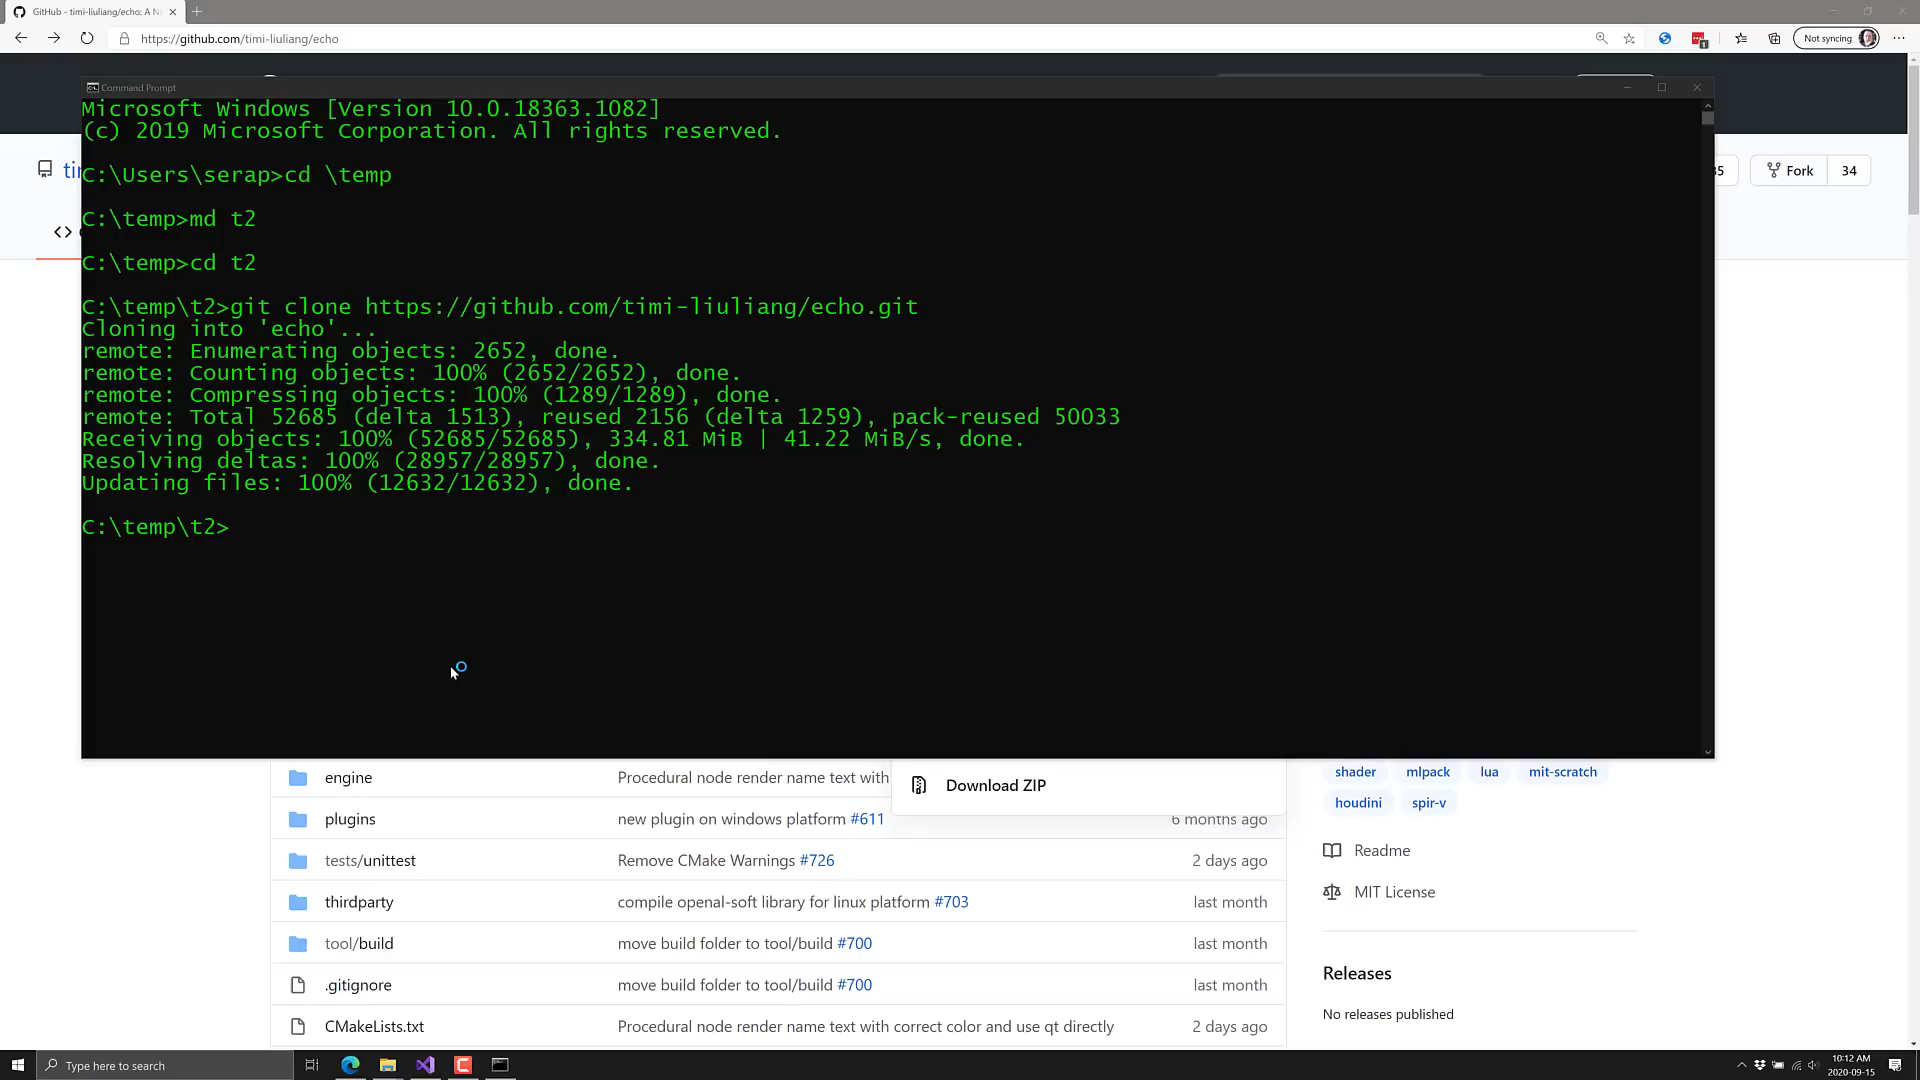 GitHub - timi-liuliang/echo: A N
https://github.com/timi-liuliang/echo
Not syncing
1
Command Prompt
Microsoft Windows [Version 10.0.18363.1082]
(c) 2019 Microsoft Corporation. All rights reserved.
C:\Users\serap>cd \temp
C:\temp>md t2
C:\temp>cd t2
C:\temp\t2>git clone https://github.com/timi-liuliang/echo.git
Cloning into 'echo'...
remote: Enumerating objects: 2652, done.
remote: Counting objects: 100% (2652/2652), done.
remote: Compressing objects: 100% (1289/1289), done.
remote: Total 52685 (delta 1513), reused 2156 (delta 1259), pack-reused 50033
Receiving objects: 100% (52685/52685), 334.81 MiB | 41.22 MiB/s, done.
Resolving deltas: 100% (28957/28957), done.
Updating files: 100% (12632/12632), done.
C:\temp\t2>
Fork 34
engine Procedural node render name text with
Download ZIP
plugins new plugin on windows platform #611 6 months ago
tests/unittest Remove CMake Warnings #726 2 days ago
thirdparty compile openal-soft library for linux platform #703 last month
tool/build move build folder to tool/build #700 last month
.gitignore move build folder to tool/build #700 last month
CMakeLists.txt Procedural node render name text with correct color and use qt directly 2 days ago
shader mlpack lua mit-scratch
houdini spir-v
Readme
MIT License
Releases
No releases published
Type here to search
10:12 AM
2020-09-15